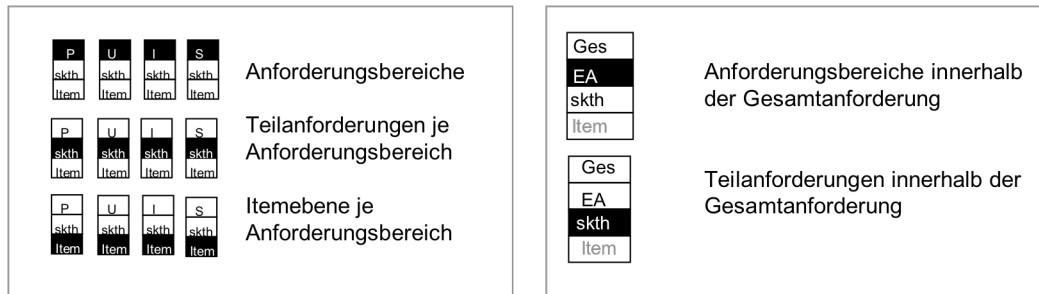 P U I S
skth skth skth skth
Item Item Item Item
Anforderungsbereiche
P U I S
skth skth skth skth
Item Item Item Item
Teilanforderungen je
Anforderungsbereich
P U I S
skth skth skth skth
Item Item Item Item
Itemebene je
Anforderungsbereich
Ges
EA
skth
Item
Anforderungsbereiche innerhalb
der Gesamtanforderung
Ges
EA
skth
Item
Teilanforderungen innerhalb der
Gesamtanforderung